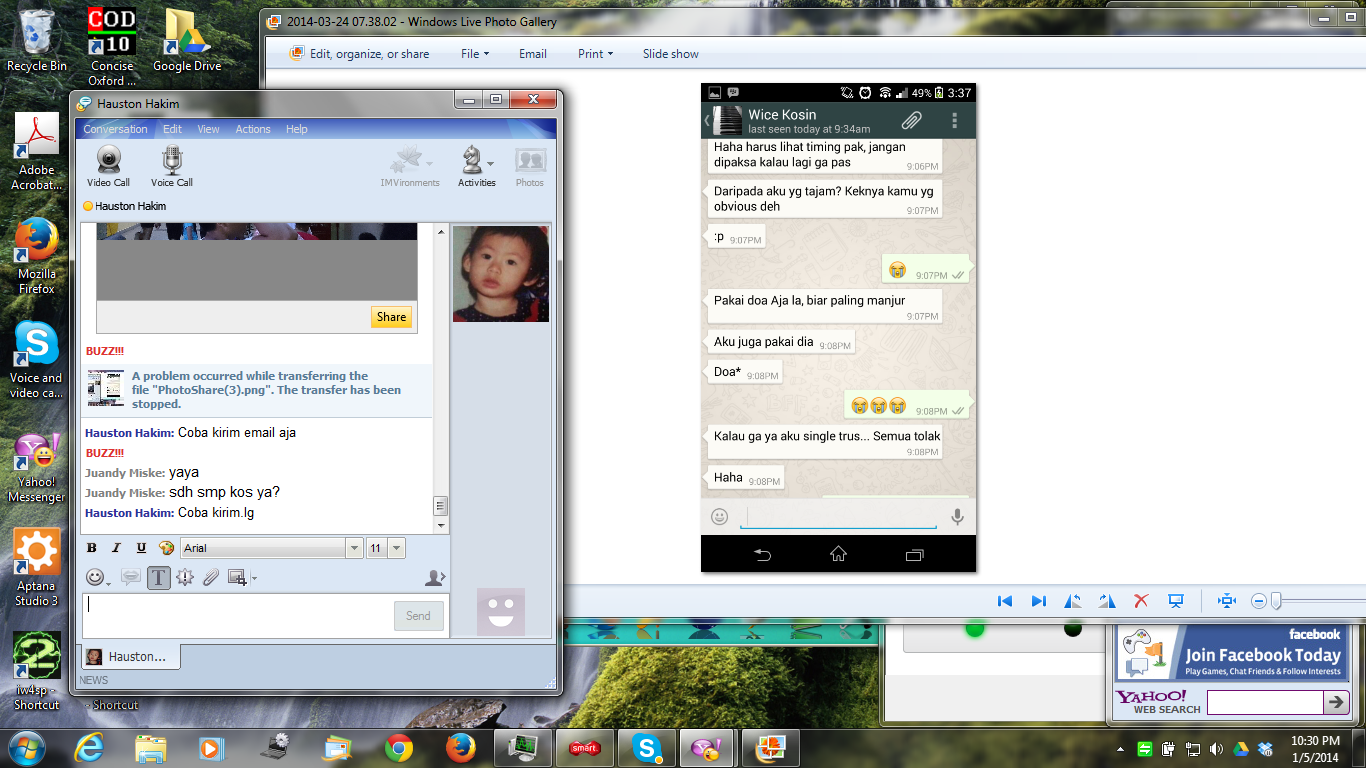 Recycle Bin
COD
10
Concise
Oxford ...
Google Drive
Adobe
Acrobat...
Mozilla
Firefox
Voice and
video ca...
Yahoo!
Messenger
Aptana
Studio 3
iw4sp -
Shortcut
- Shortcut
2014-03-24 07.38.02 - Windows Live Photo Gallery
Edit, organize, or share File Email Print Slide show
Hauston Hakim
Conversation Edit View Actions Help
Video Call Voice Call IMVironments Activities Photos
Hauston Hakim
Share
BUZZ!!!
A problem occurred while transferring the
file "PhotoShare(3).png". The transfer has been
stopped.
Hauston Hakim: Coba kirim email aja
BUZZ!!!
Juandy Miske: yaya
Juandy Miske: sdh smp kos ya?
Hauston Hakim: Coba kirim.lg
B I U Arial 11
T
Send
Hauston...
NEWS
49% 3:37
Wice Kosin
last seen today at 9:34am
Haha harus lihat timing pak, jangan
dipaksa kalau lagi ga pas
9:06PM
Daripada aku yg tajam? Keknya kamu yg
obvious deh
9:07PM
:p 9:07PM
9:07PM
Pakai doa Aja la, biar paling manjur
9:07PM
Aku juga pakai dia 9:08PM
Doa* 9:08PM
9:08PM
Kalau ga ya aku single trus... Semua tolak
9:08PM
Haha 9:08PM
facebook
Join Facebook Today
Play Games, Chat Friends & Follow Interests
YAHOO!
WEB SEARCH
smart.
10:30 PM
1/5/2014